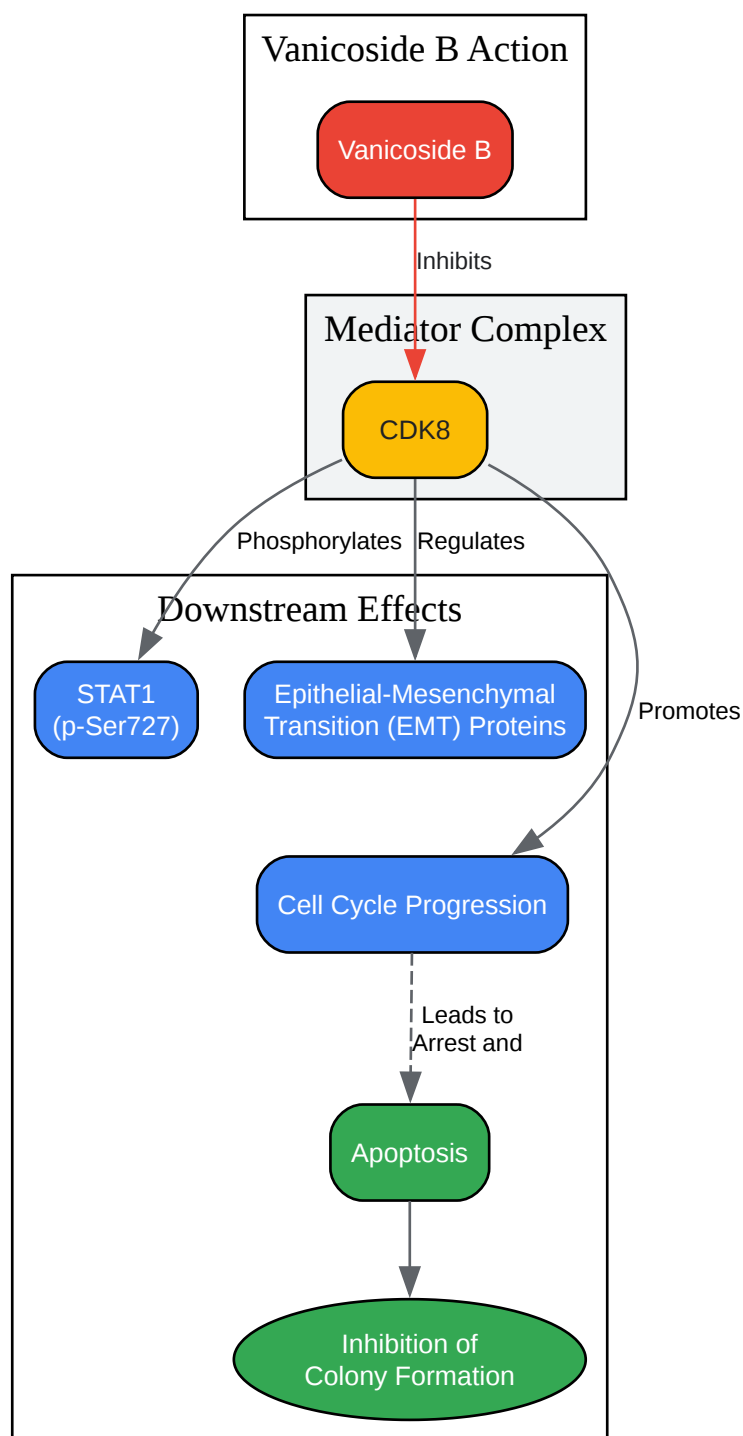 Vanicoside B Action
Vanicoside B
Inhibits
Mediator Complex
CDK8
Phosphorylates
Regulates
Downstream Effects
STAT1
(p-Ser727)
Epithelial-Mesenchymal
Transition (EMT) Proteins
Promotes
Cell Cycle Progression
Leads to
Arrest and
Apoptosis
Inhibition of
Colony Formation